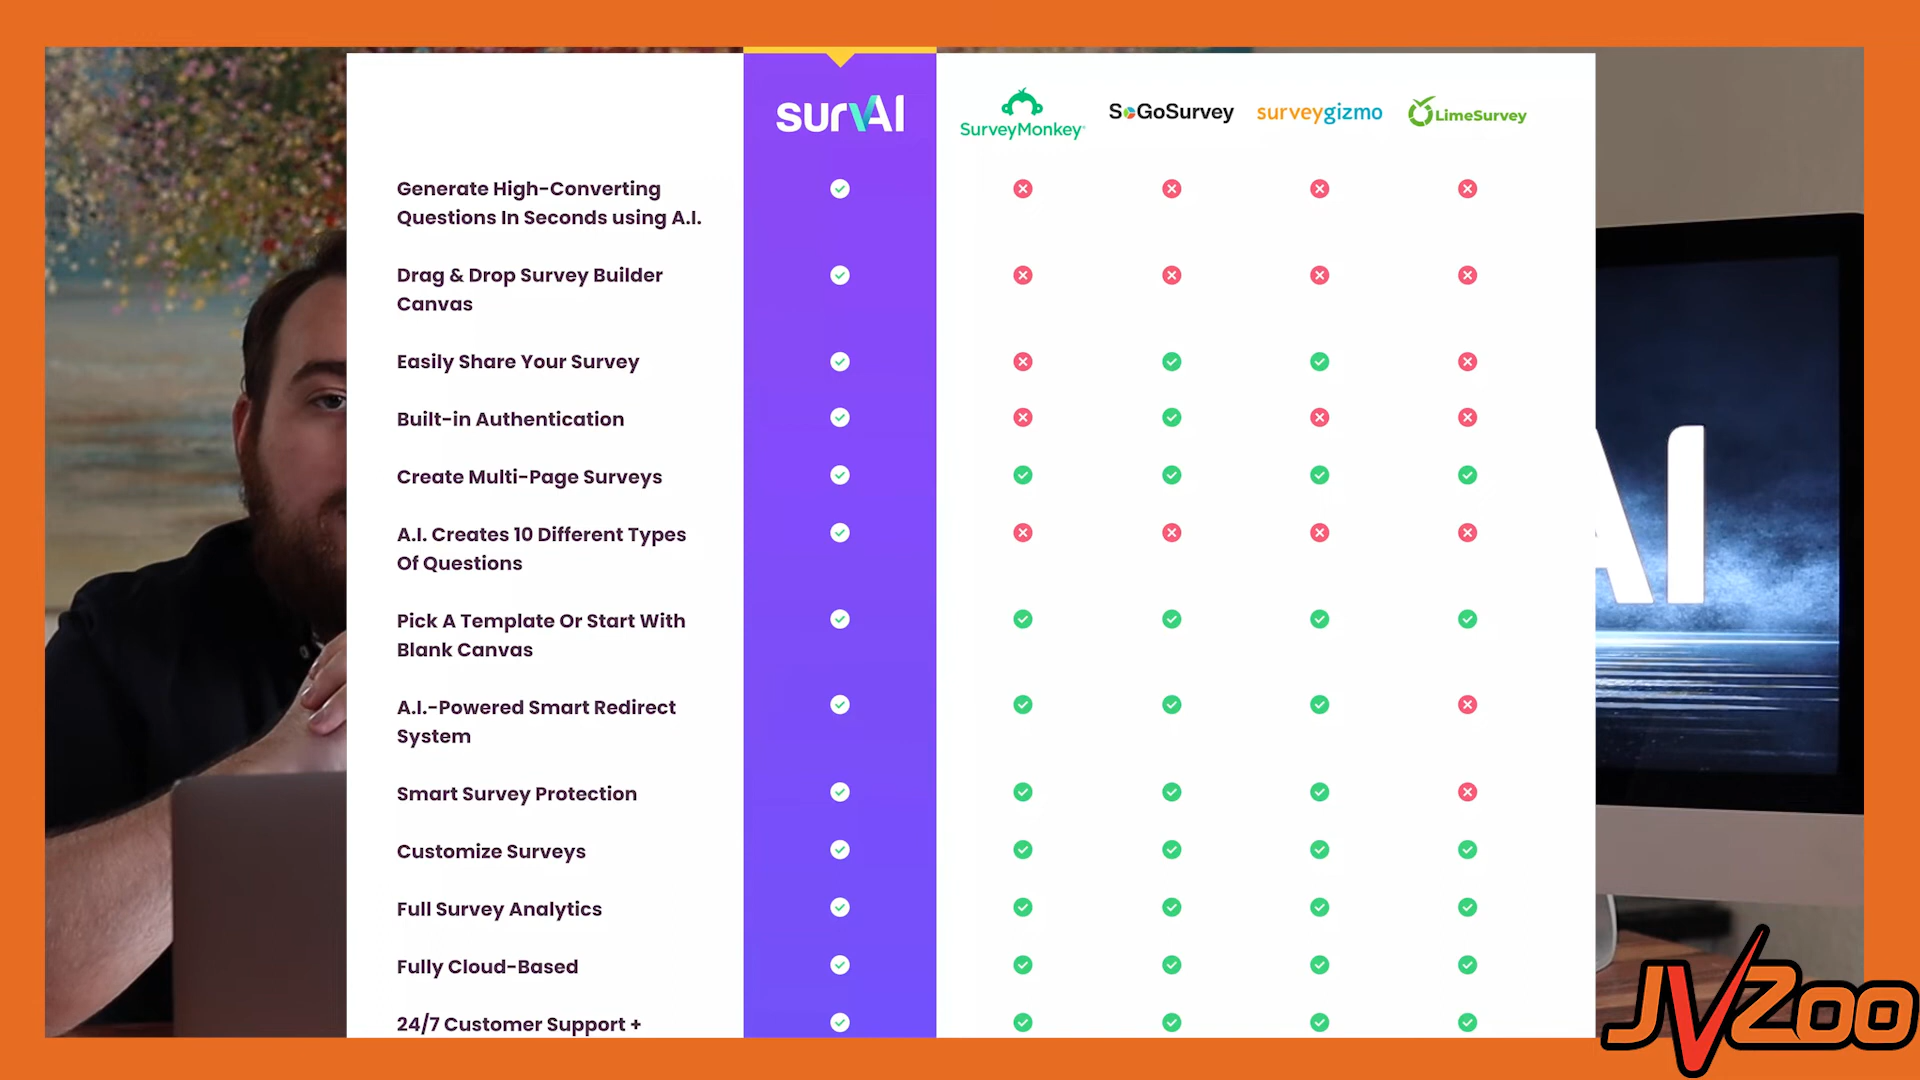 survAI
SurveyMonkey
SoGoSurvey
surveygizmo
LimeSurvey
Generate High-Converting
Questions In Seconds using A.I.
Drag & Drop Survey Builder
Canvas
Easily Share Your Survey
Built-in Authentication
Create Multi-Page Surveys
A.I. Creates 10 Different Types
Of Questions
Pick A Template Or Start With
Blank Canvas
A.I.-Powered Smart Redirect
System
Smart Survey Protection
Customize Surveys
Full Survey Analytics
Fully Cloud-Based
24/7 Customer Support +
AI
JVZoo